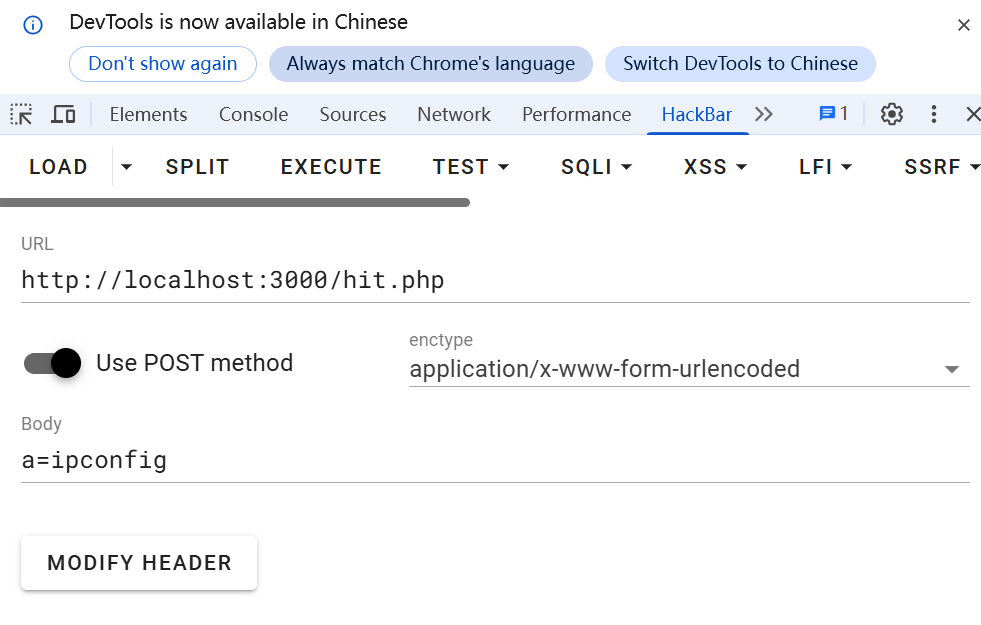 DevTools is now available in Chinese
Don't show again Always match Chrome's language Switch DevTools to Chinese
Elements Console Sources Network Performance HackBar 1
LOAD SPLIT EXECUTE TEST SQLI XSS LFI SSRF
URL
http://localhost:3000/hit.php
enctype
Use POST method application/x-www-form-urlencoded
Body
a=ipconfig
MODIFY HEADER